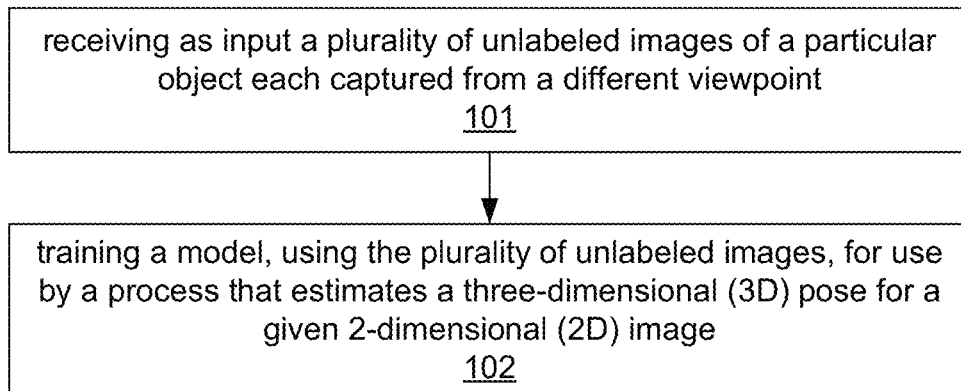 receiving as input a plurality of unlabeled images of a particular
object each captured from a different viewpoint
101
training a model, using the plurality of unlabeled images, for use
by a process that estimates a three-dimensional (3D) pose for a
given 2-dimensional (2D) image
102